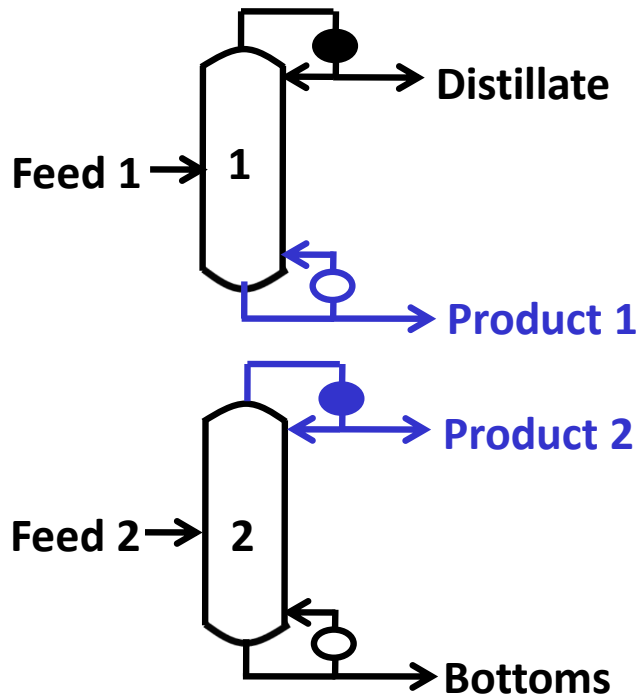 Distillate
Feed 1
1
Product 1
Product 2
Feed 2
2
Bottoms